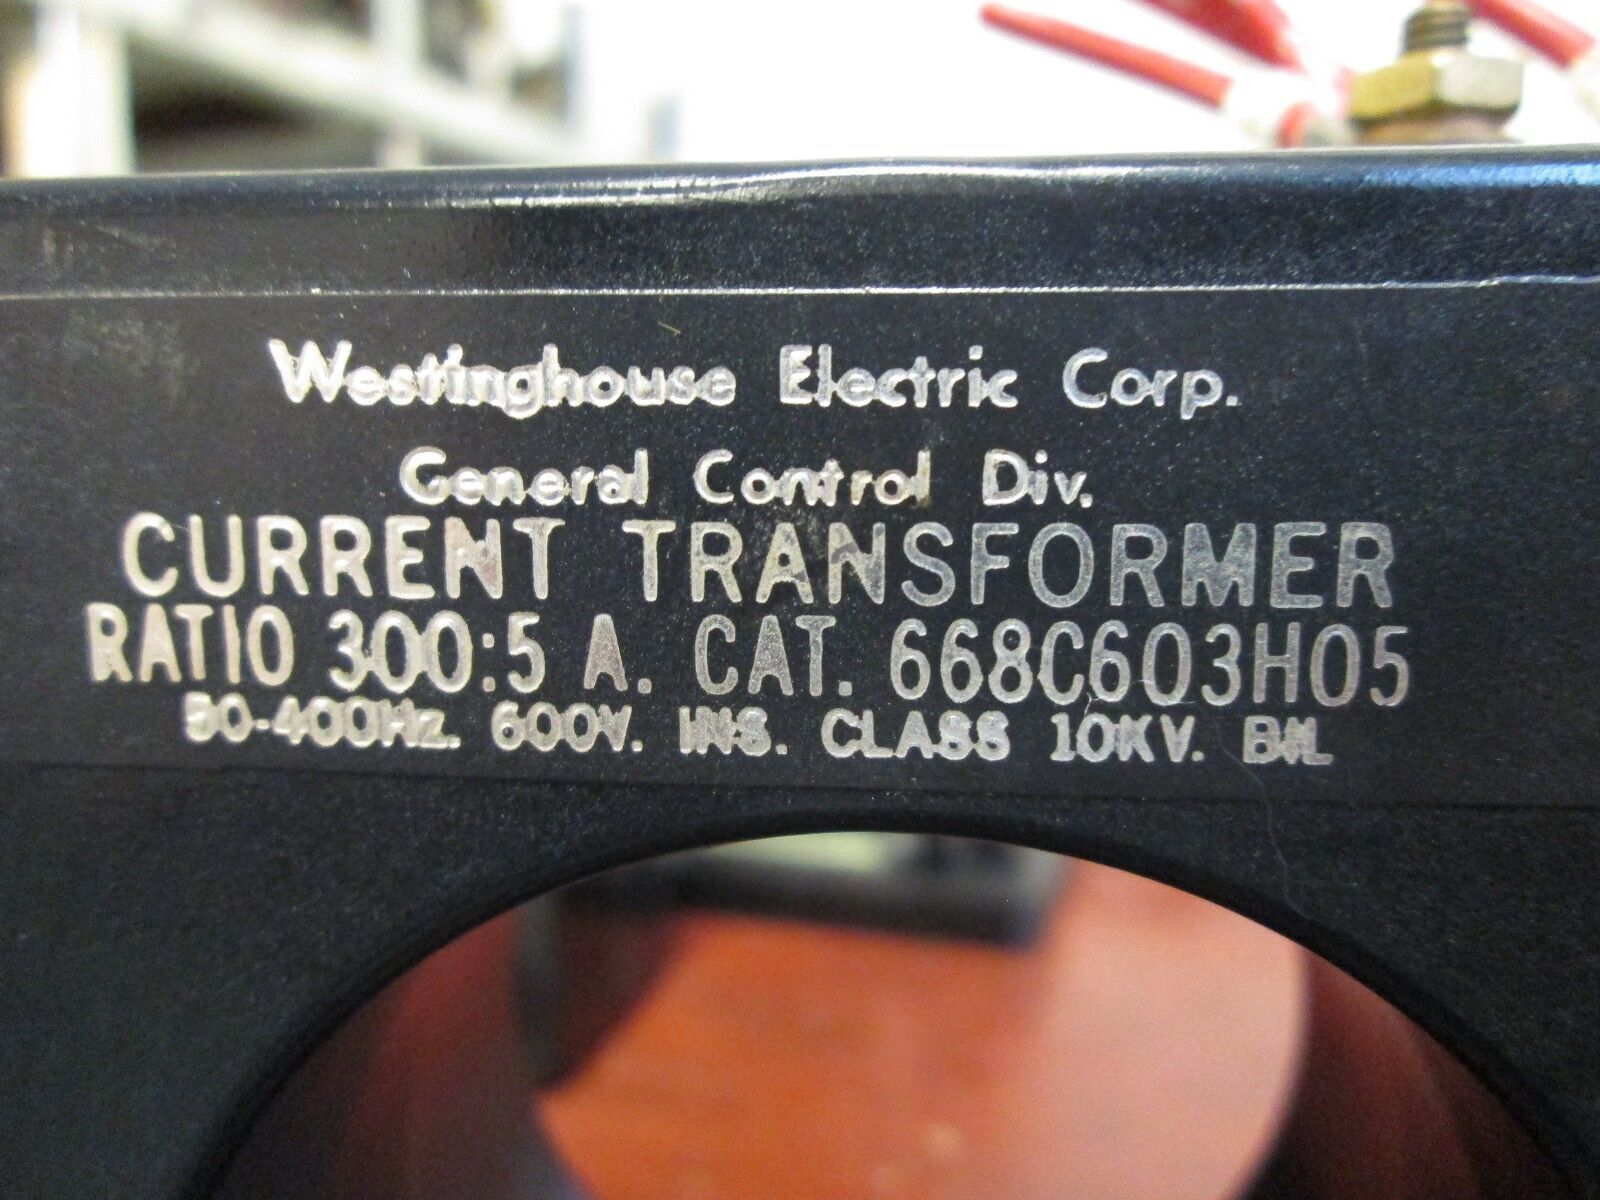 Westinghouse Electric Corp.
General Control Div.
CURRENT TRANSFORMER
RATIO 300:5 A. CAT. 668C603H05
50-400Hz. 600V. INS. CLASS 10KV. BIL